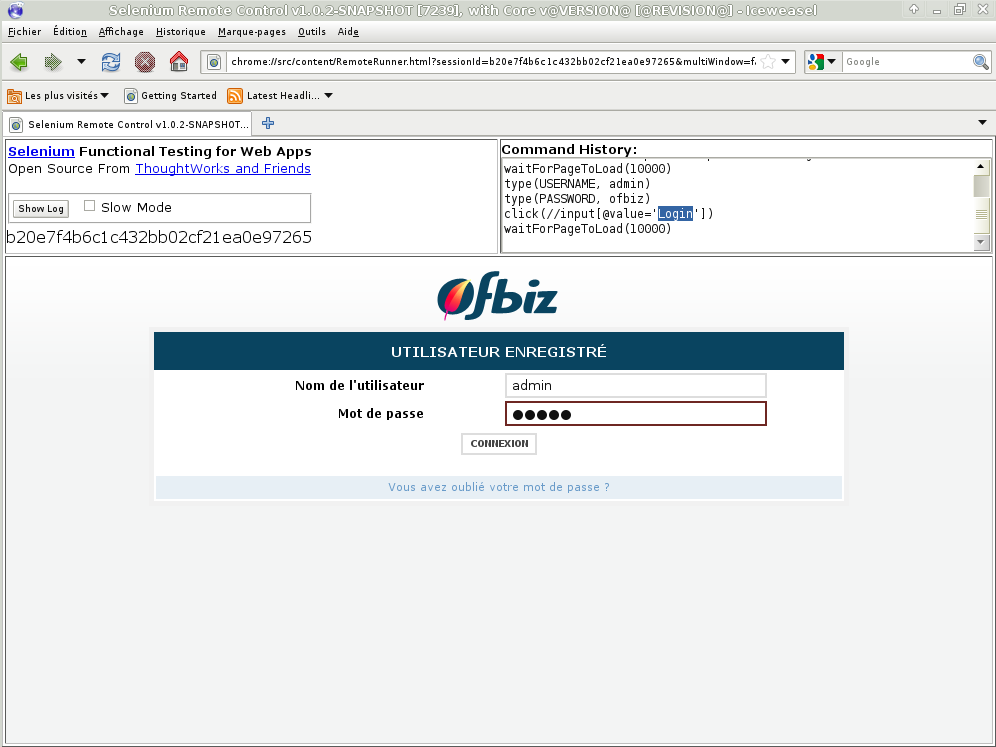 Selenium Remote Control v1.0.2-SNAPSHOT [7239], with Core v@VERSION@ [@REVISION@] - Iceweasel
Fichier Édition Affichage Historique Marque-pages Outils Aide
chrome://src/content/RemoteRunner.html?sessionId=b20e7f4b6c1c432bb02cf21ea0e97265&multiWindow=f
Google
Les plus visités Getting Started Latest Headli...
Selenium Remote Control v1.0.2-SNAPSHOT...
Selenium Functional Testing for Web Apps
Open Source From ThoughtWorks and Friends
Show Log Slow Mode
b20e7f4b6c1c432bb02cf21ea0e97265
Command History:
waitForPageToLoad(10000)
type(USERNAME, admin)
type(PASSWORD, ofbiz)
click(//input[@value='Login'])
waitForPageToLoad(10000)
Ofbiz
UTILISATEUR ENREGISTRÉ
Nom de l'utilisateur admin
Mot de passe ●●●●●
CONNEXION
Vous avez oublié votre mot de passe ?